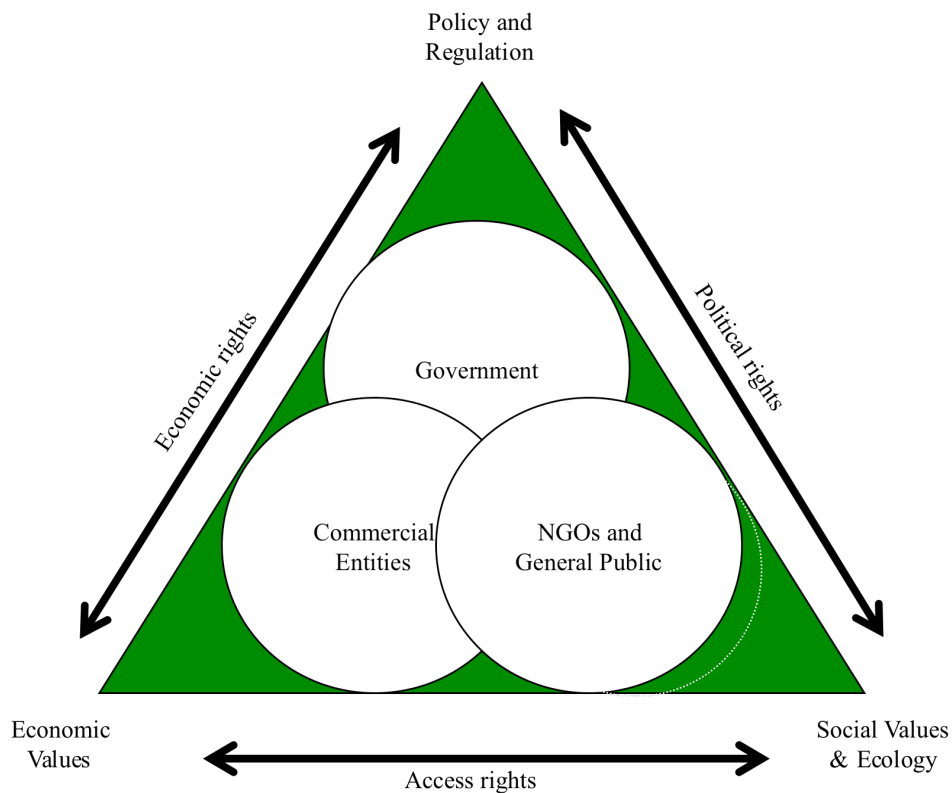 Policy and
Regulation
Economic rights
Political rights
Government
Commercial
Entities
NGOs and
General Public
Economic
Values
Social Values
& Ecology
Access rights